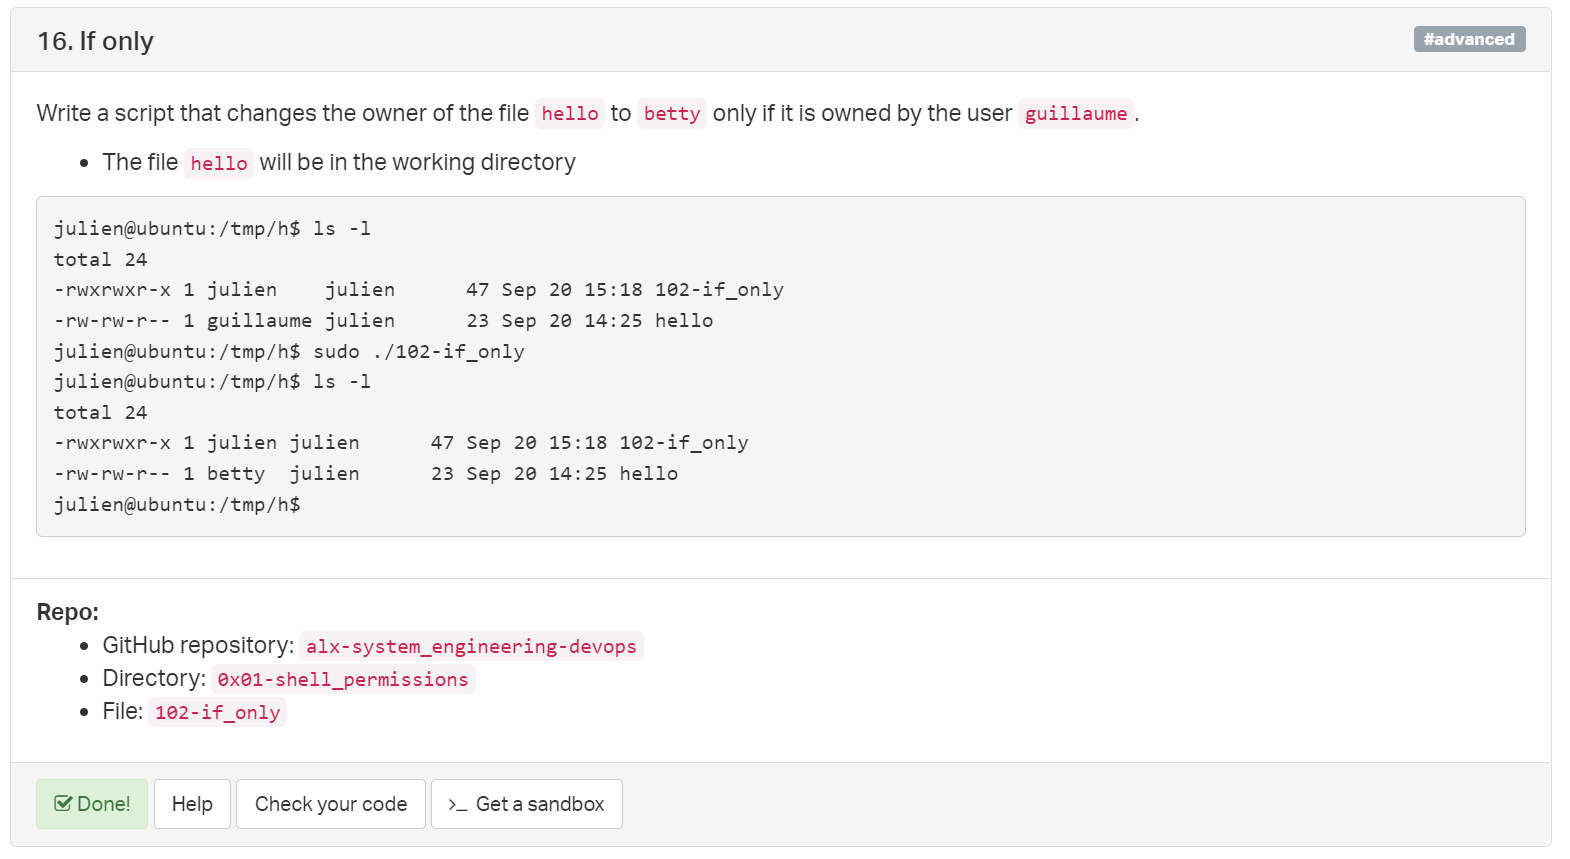 16. If only
#advanced
Write a script that changes the owner of the file hello to betty only if it is owned by the user guillaume .
• The file hello will be in the working directory
julien@ubuntu:/tmp/h$ ls -l
total 24
-rwxrwxr-x 1 julien    julien      47 Sep 20 15:18 102-if_only
-rw-rw-r-- 1 guillaume julien      23 Sep 20 14:25 hello
julien@ubuntu:/tmp/h$ sudo ./102-if_only
julien@ubuntu:/tmp/h$ ls -l
total 24
-rwxrwxr-x 1 julien julien      47 Sep 20 15:18 102-if_only
-rw-rw-r-- 1 betty  julien      23 Sep 20 14:25 hello
julien@ubuntu:/tmp/h$
Repo:
• GitHub repository: alx-system_engineering-devops
• Directory: 0x01-shell_permissions
• File: 102-if_only
Done! Help Check your code >_ Get a sandbox